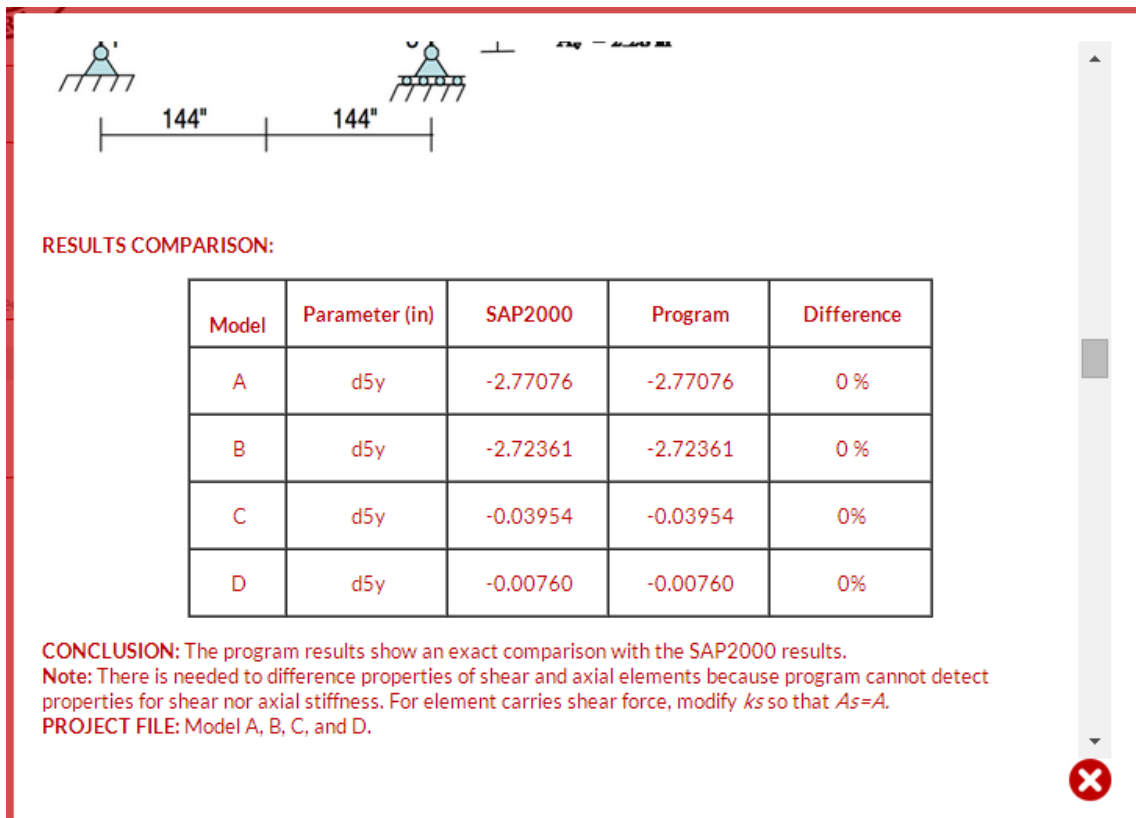 144" 144"
RESULTS COMPARISON:
Model Parameter (in) SAP2000 Program Difference
A d5y -2.77076 -2.77076 0 %
B d5y -2.72361 -2.72361 0 %
C d5y -0.03954 -0.03954 0%
D d5y -0.00760 -0.00760 0%
CONCLUSION: The program results show an exact comparison with the SAP2000 results.
Note: There is needed to difference properties of shear and axial elements because program cannot detect
properties for shear nor axial stiffness. For element carries shear force, modify ks so that As=A.
PROJECT FILE: Model A, B, C, and D.